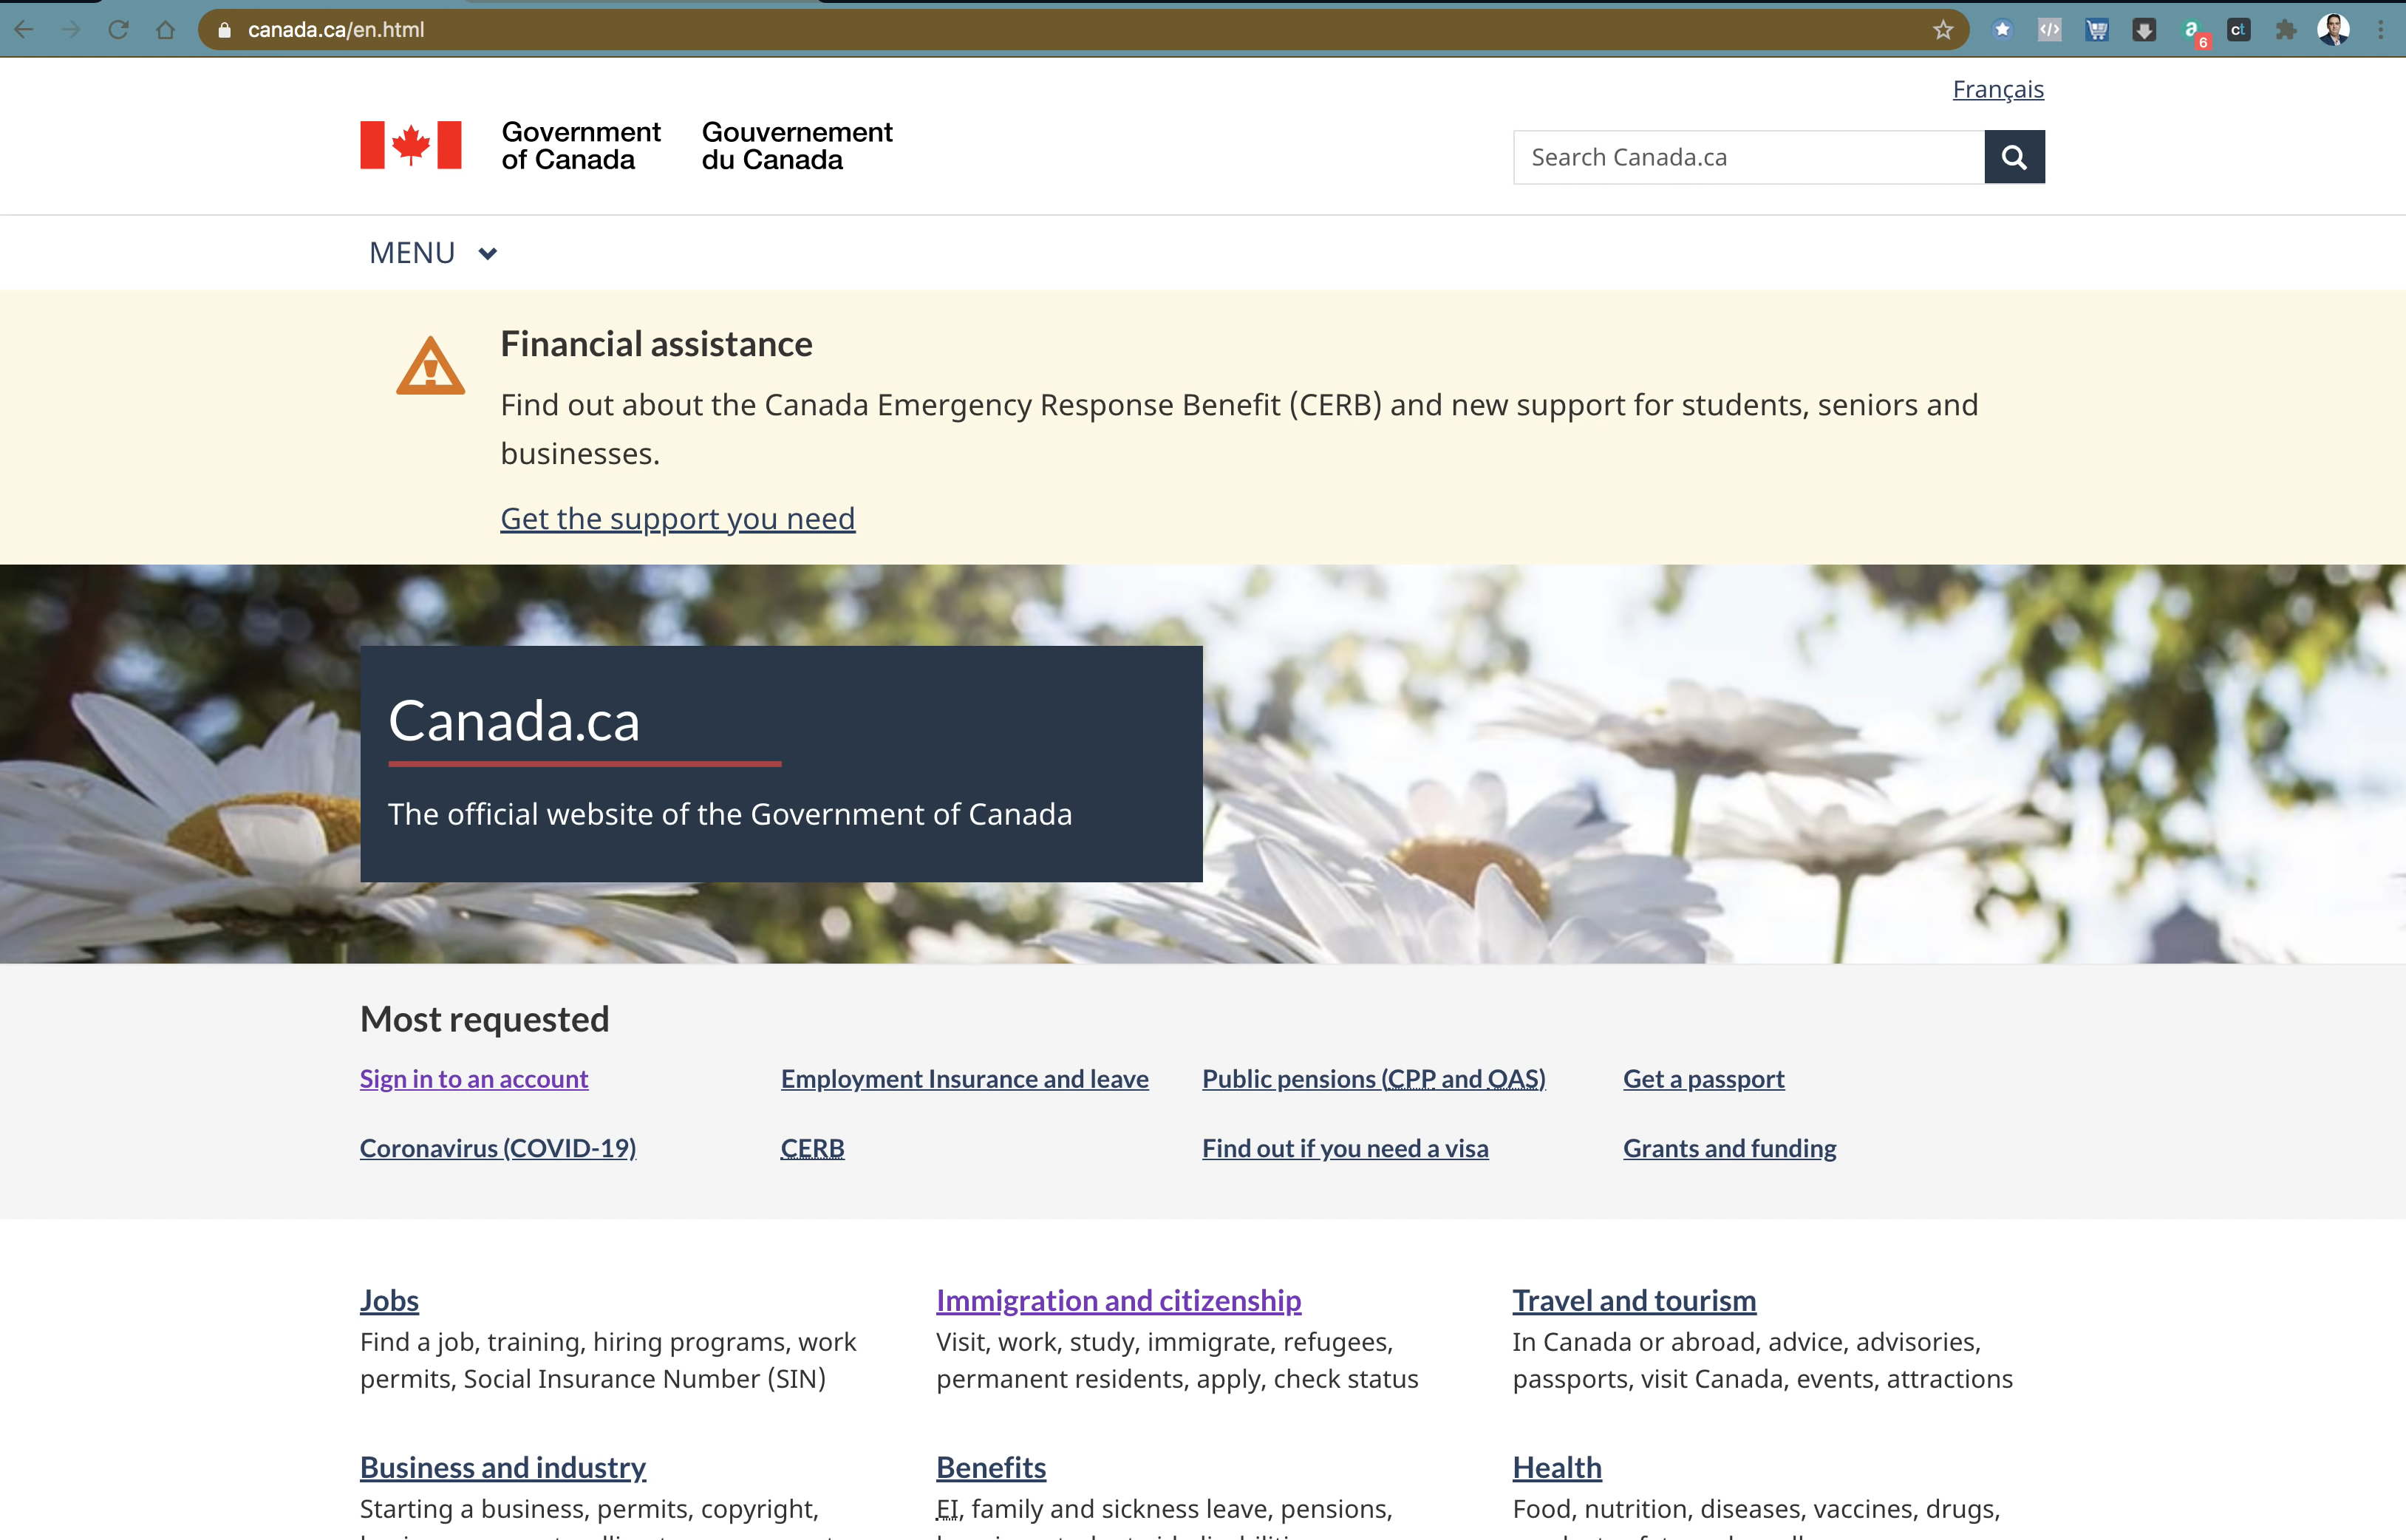 canada.ca/en.html
6
ct
Français
Government
of Canada
Gouvernement
du Canada
Search Canada.ca
MENU
Financial assistance
Find out about the Canada Emergency Response Benefit (CERB) and new support for students, seniors and
businesses.
Get the support you need
Canada.ca
The official website of the Government of Canada
Most requested
Sign in to an account
Employment Insurance and leave
Public pensions (CPP and OAS)
Get a passport
Coronavirus (COVID-19)
CERB
Find out if you need a visa
Grants and funding
Jobs
Find a job, training, hiring programs, work
permits, Social Insurance Number (SIN)
Immigration and citizenship
Visit, work, study, immigrate, refugees,
permanent residents, apply, check status
Travel and tourism
In Canada or abroad, advice, advisories,
passports, visit Canada, events, attractions
Business and industry
Starting a business, permits, copyright,
Benefits
EI, family and sickness leave, pensions,
Health
Food, nutrition, diseases, vaccines, drugs,